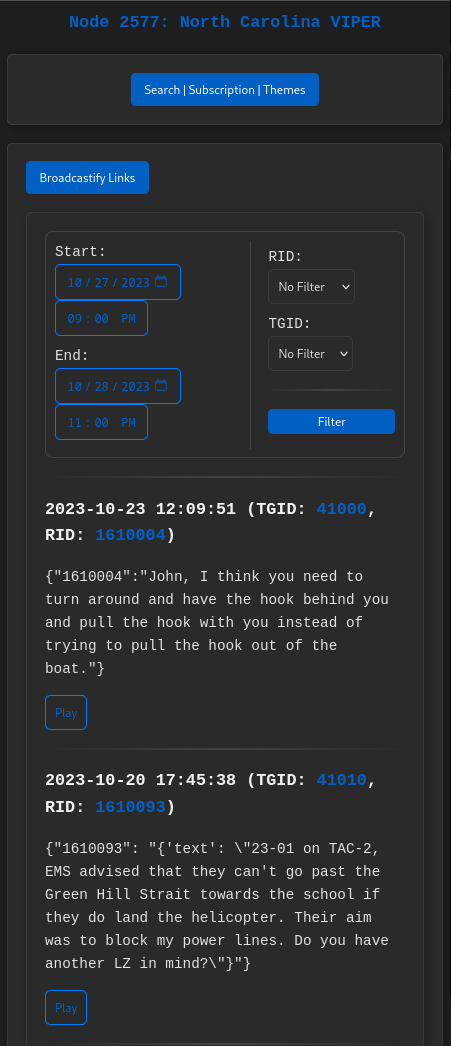 Node 2577: North Carolina VIPER
Search | Subscription | Themes
Broadcastify Links
Start:
10 / 27 / 2023
09 : 00 PM
End:
10 / 28 / 2023
11 : 00 PM
RID:
No Filter
TGID:
No Filter
Filter
2023-10-23 12:09:51 (TGID: 41000,
RID: 1610004)
{"1610004":"John, I think you need to
turn around and have the hook behind you
and pull the hook with you instead of
trying to pull the hook out of the
boat."}
Play
2023-10-20 17:45:38 (TGID: 41010,
RID: 1610093)
{"1610093": "{'text': \"23-01 on TAC-2,
EMS advised that they can't go past the
Green Hill Strait towards the school if
they do land the helicopter. Their aim
was to block my power lines. Do you have
another LZ in mind?\"}"}
Play